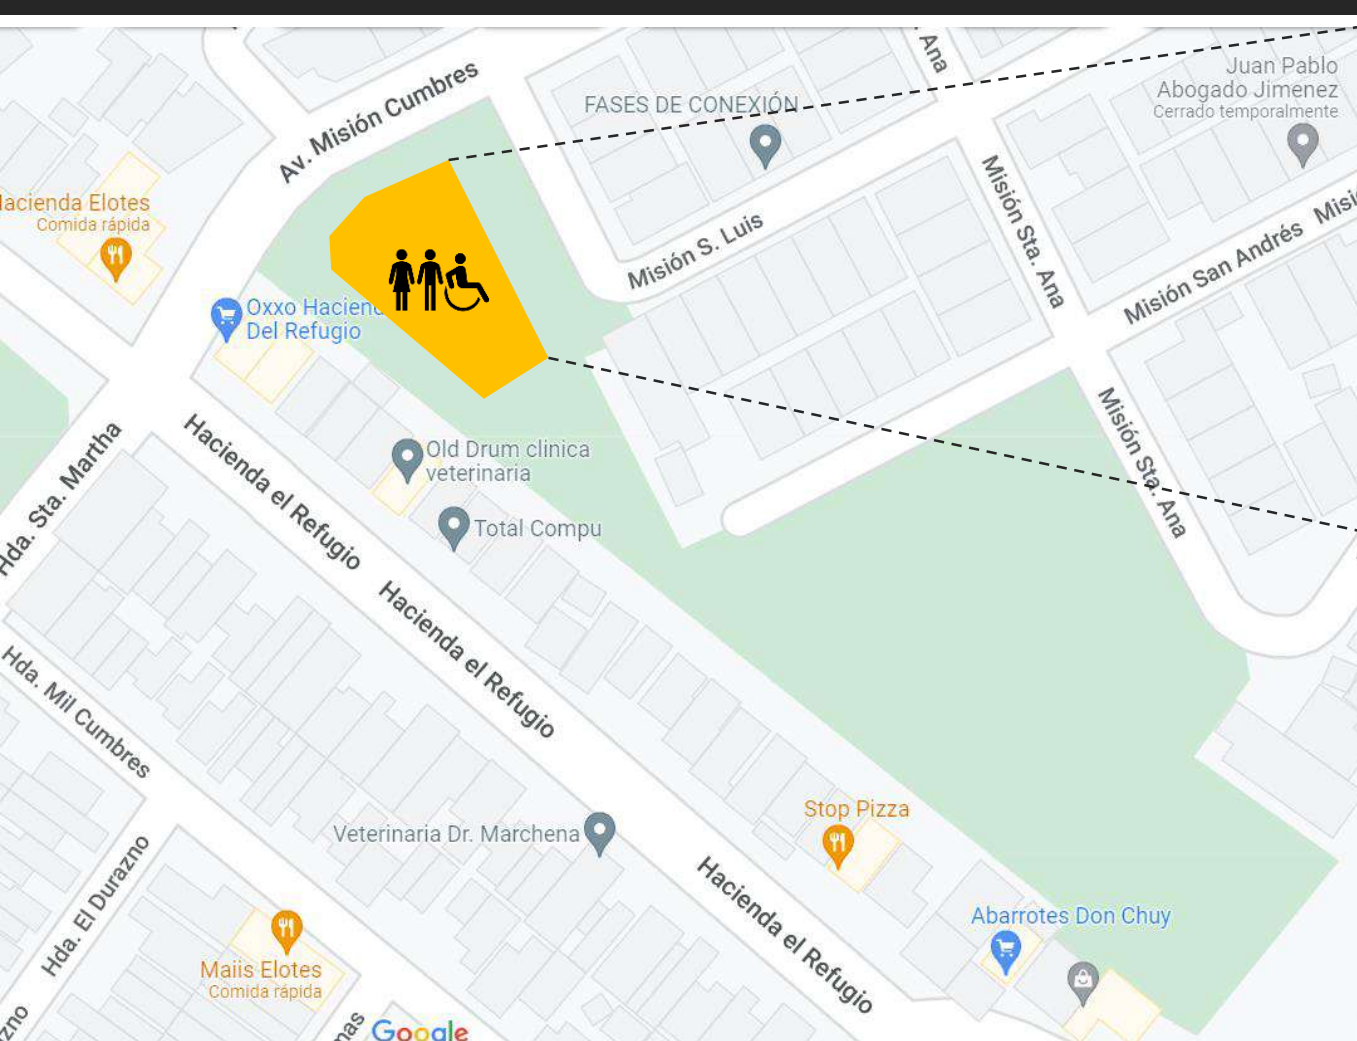 Ana
Juan Pablo
Abogado Jimenez
Cerrado temporalmente
Av. Misión Cumbres
FASES DE CONEXIÓN
Hacienda Elotes
Comida rápida
Misión S. Luis
Misión Sta. Ana
Misión San Andrés
Oxxo Hacienda
Del Refugio
Hda. Sta. Martha
Hacienda el Refugio
Misión Sta. Ana
Old Drum clinica
veterinaria
Total Compu
Hacienda el Refugio
Hda. Mil Cumbres
Stop Pizza
Veterinaria Dr. Marchena
Hda. El Durazno
Hacienda el Refugio
Abarrotes Don Chuy
Maiis Elotes
Comida rápida
Google